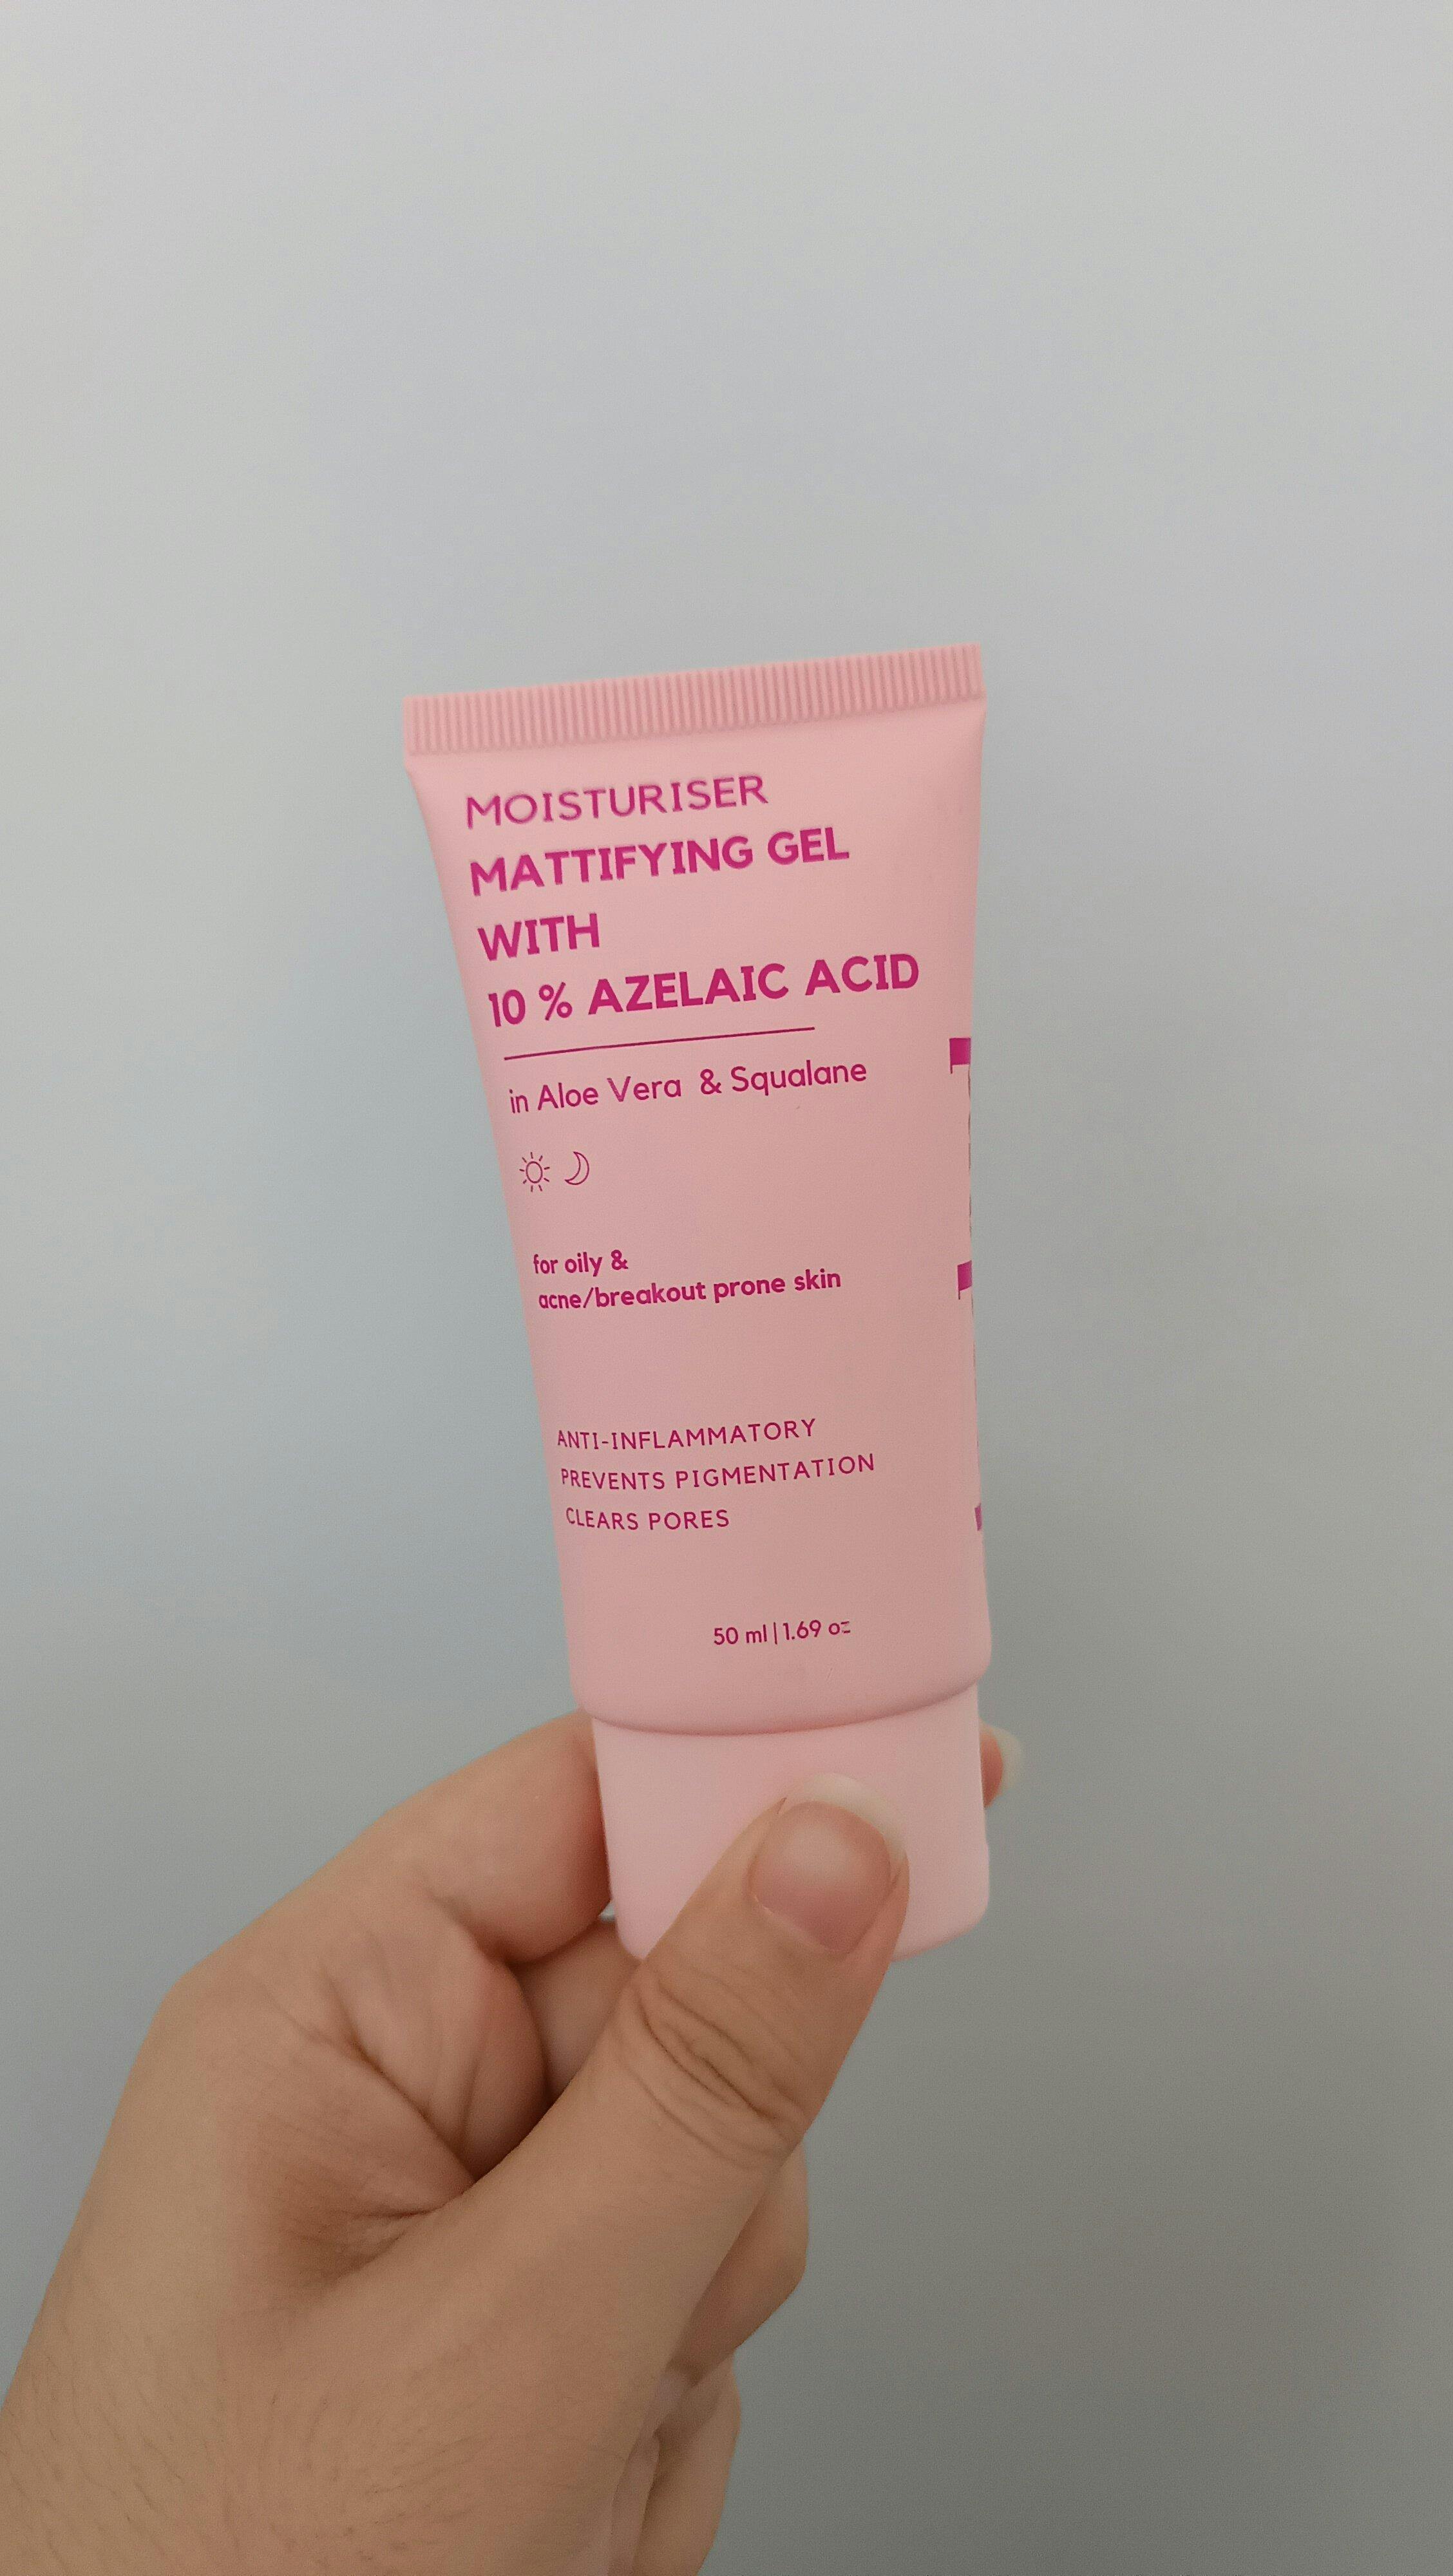 MOISTURISER
MATTIFYING GEL
WITH
10 % AZELAIC ACID
in Aloe Vera & Squalane
for oily &
acne/breakout prone skin
ANTI-INFLAMMATORY
PREVENTS PIGMENTATION
CLEARS PORES
50 ml | 1.69 oz